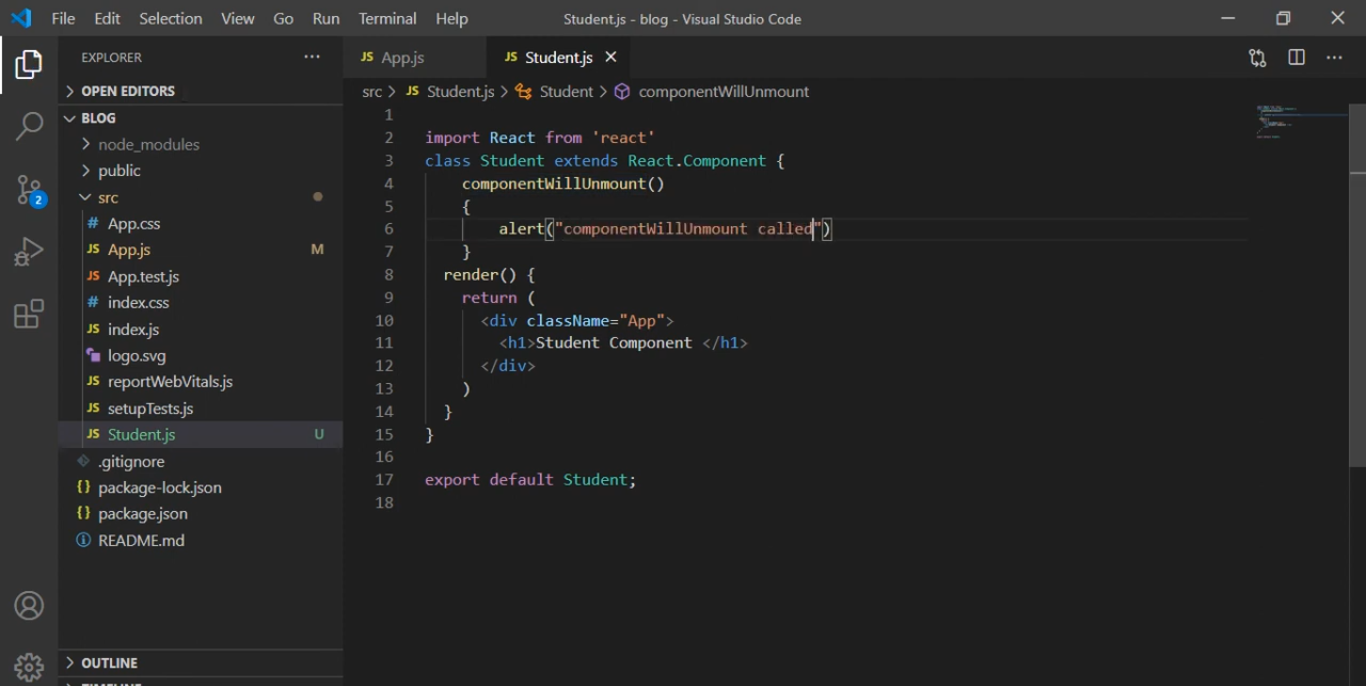 File Edit Selection View Go Run Terminal Help Student.js - blog - Visual Studio Code
EXPLORER ···
OPEN EDITORS
BLOG
node_modules
public
src
# App.css
JS App.js M
JS App.test.js
# index.css
JS index.js
logo.svg
JS reportWebVitals.js
JS setupTests.js
JS Student.js U
.gitignore
{} package-lock.json
{} package.json
README.md
OUTLINE
TIMELINE
2
JS App.js JS Student.js
src > JS Student.js > Student > componentWillUnmount
1
2 import React from 'react'
3 class Student extends React.Component {
4 componentWillUnmount()
5 {
6 alert("componentWillUnmount called")
7 }
8 render() {
9 return (
10 <div className="App">
11 <h1>Student Component </h1>
12 </div>
13 )
14 }
15 }
16
17 export default Student;
18